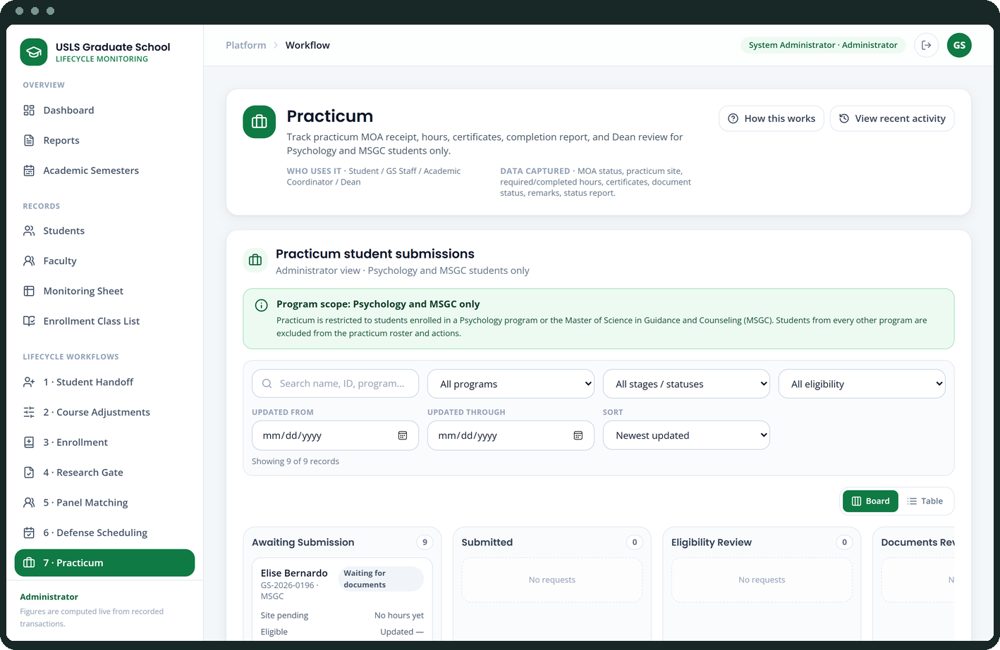 USLS Graduate School
LIFECYCLE MONITORING
OVERVIEW
Dashboard
Reports
Academic Semesters
RECORDS
Students
Faculty
Monitoring Sheet
Enrollment Class List
LIFECYCLE WORKFLOWS
1 · Student Handoff
2 · Course Adjustments
3 · Enrollment
4 · Research Gate
5 · Panel Matching
6 · Defense Scheduling
7 · Practicum
Administrator
Figures are computed live from recorded
transactions.
Platform > Workflow
System Administrator · Administrator
GS
Practicum
Track practicum MOA receipt, hours, certificates, completion report, and Dean review for
Psychology and MSGC students only.
WHO USES IT · Student / GS Staff / Academic
Coordinator / Dean
DATA CAPTURED · MOA status, practicum site,
required/completed hours, certificates, document
status, remarks, status report.
How this works
View recent activity
Practicum student submissions
Administrator view · Psychology and MSGC students only
Program scope: Psychology and MSGC only
Practicum is restricted to students enrolled in a Psychology program or the Master of Science in Guidance and Counseling (MSGC). Students from every other program are
excluded from the practicum roster and actions.
Search name, ID, program...
All programs
All stages / statuses
All eligibility
UPDATED FROM
UPDATED THROUGH
SORT
mm/dd/yyyy
mm/dd/yyyy
Newest updated
Showing 9 of 9 records
Board
Table
Awaiting Submission 9
Elise Bernardo
GS-2026-0196 ·
MSGC
Waiting for
documents
Site pending
No hours yet
Eligible
Updated —
Submitted 0
No requests
Eligibility Review 0
No requests
Documents Rev
N